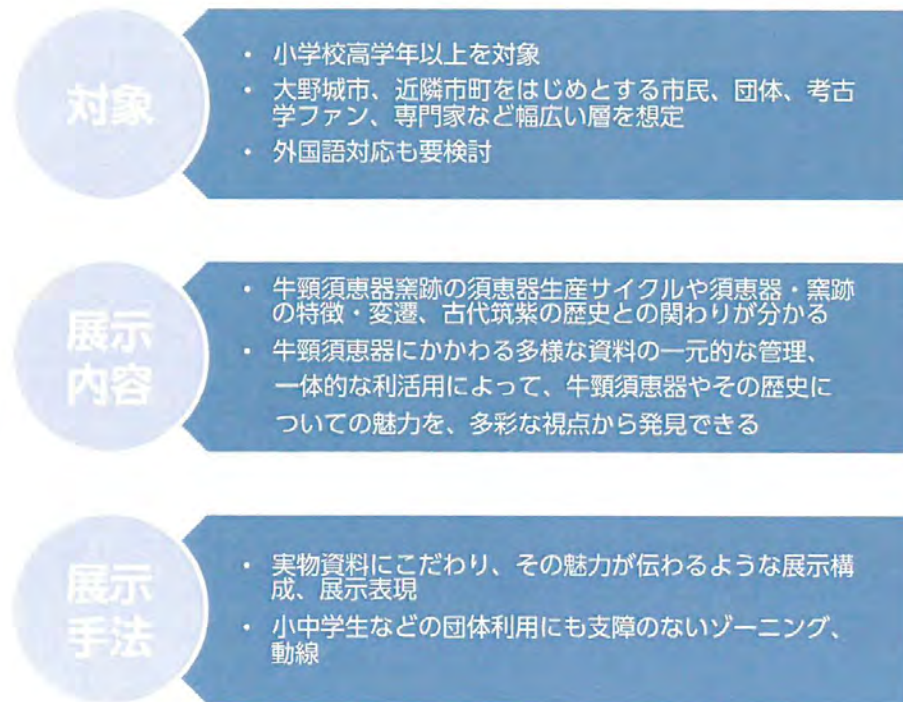 対象
・ 小学校高学年以上を対象
・ 大野城市、近隣市町をはじめとする市民、団体、考古
学ファン、専門家など幅広い層を想定
・ 外国語対応も要検討
展示
内容
・ 牛頸須恵器窯跡の須恵器生産サイクルや須恵器・窯跡
の特徴・変遷、古代筑紫の歴史との関わりが分かる
・ 牛頸須恵器にかかわる多様な資料の一元的な管理、
一体的な利活用によって、牛頸須恵器やその歴史に
ついての魅力を、多彩な視点から発見できる
展示
手法
・ 実物資料にこだわり、その魅力が伝わるような展示構
成、展示表現
・ 小中学生などの団体利用にも支障のないゾーニング、
動線